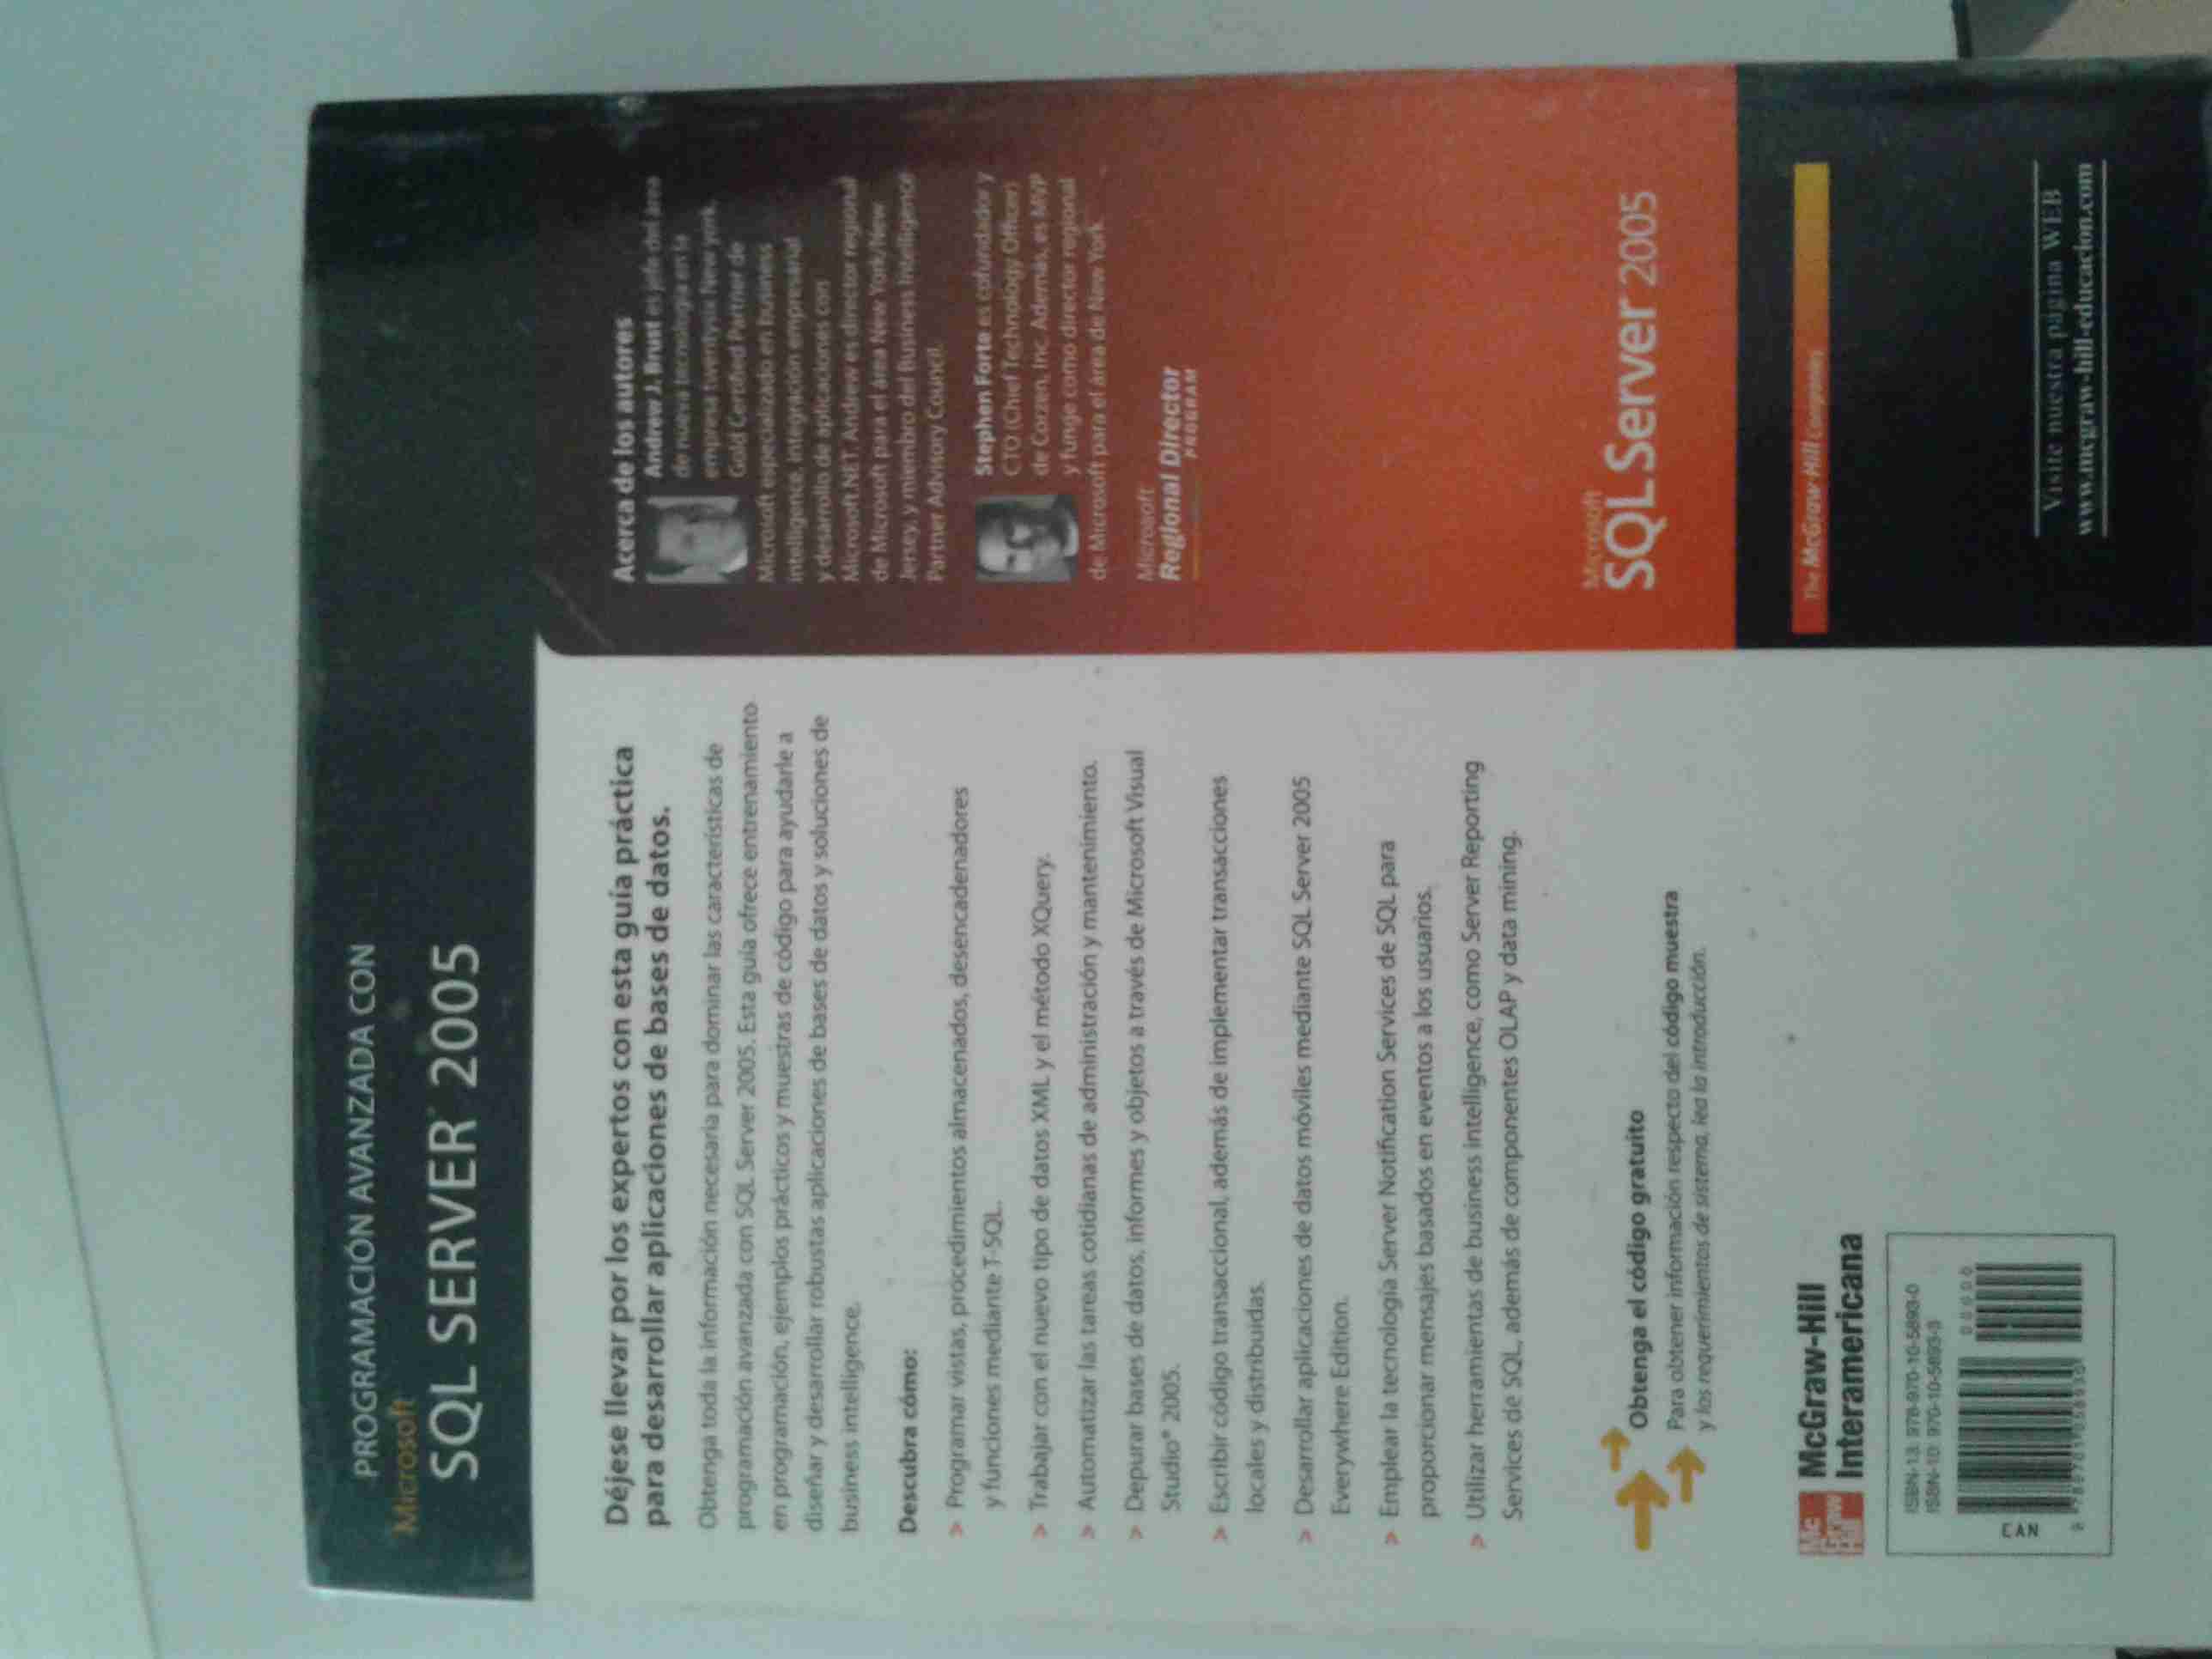 PROGRAMACIÓN AVANZADA CON
Microsoft
SQL SERVER 2005
Déjese llevar por los expertos con esta guía práctica
para desarrollar aplicaciones de bases de datos.
Obtenga toda la información necesaria para dominar las características de
programación avanzada con SQL Server 2005. Esta guía ofrece entrenamiento
en programación, ejemplos prácticos y muestras de código para ayudarle a
diseñar y desarrollar robustas aplicaciones de bases de datos y soluciones de
business intelligence.
Descubra cómo:
> Programar vistas, procedimientos almacenados, desencadenadores
y funciones mediante T-SQL.
> Trabajar con el nuevo tipo de datos XML y el método XQuery.
> Automatizar las tareas cotidianas de administración y mantenimiento.
> Depurar bases de datos, informes y objetos a través de Microsoft Visual
Studio® 2005.
> Escribir código transaccional, además de implementar transacciones
locales y distribuidas.
> Desarrollar aplicaciones de datos móviles mediante SQL Server 2005
Everywhere Edition.
> Emplear la tecnología Server Notification Services de SQL para
proporcionar mensajes basados en eventos a los usuarios.
> Utilizar herramientas de business intelligence, como Server Reporting
Services de SQL, además de componentes OLAP y data mining.
Obtenga el código gratuito
Para obtener información respecto del código muestra
y los requerimientos de sistema, lea la introducción.
Mc
Graw
Hill
McGraw-Hill
Interamericana
ISBN-13: 978-970-10-5893-0
ISBN-10: 970-10-5893-3
00000
EAN
9 789701 058930
Acerca de los autores
Andrew J. Brust es jefe del área
de nueva tecnología en la
empresa twentysix New york,
Gold Certified Partner de
Microsoft especializado en business
intelligence, integración empresarial
y desarrollo de aplicaciones con
Microsoft.NET. Andrew es director regional
de Microsoft para el área New York/New
Jersey, y miembro del Business Intelligence
Partner Advisory Council.
Stephen Forte es cofundador y
CTO (Chief Technology Officer)
de Corzen, Inc. Además, es MVP
y funge como director regional
de Microsoft para el área de New York.
Microsoft
Regional Director
PROGRAM
Microsoft
SQL Server 2005
The McGraw-Hill Companies
Visite nuestra página WEB
www.mcgraw-hill-educacion.com